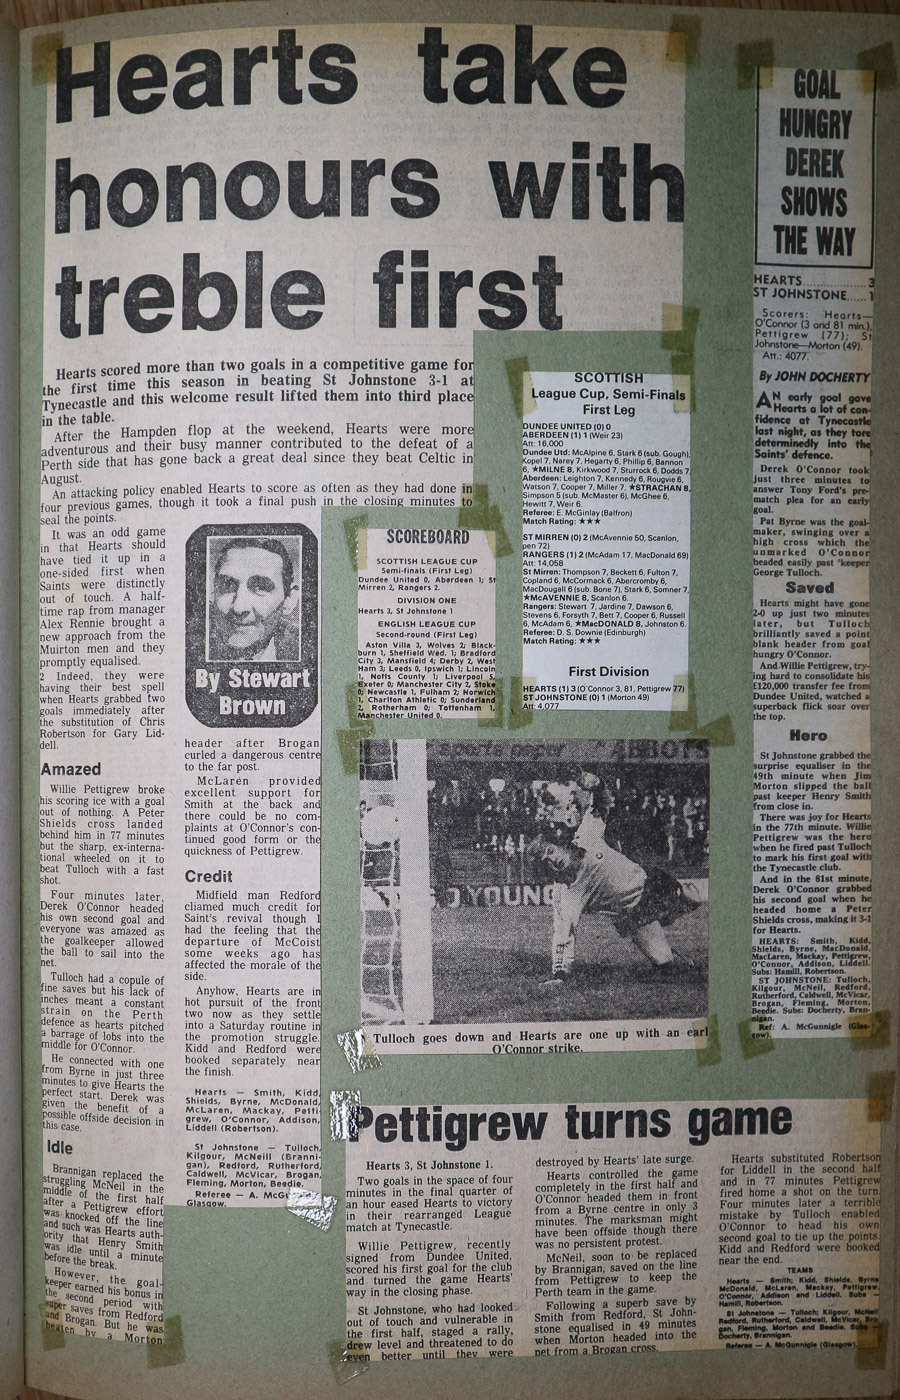 Hearts take
honours with
treble first
Hearts scored more than two goals in a competitive game for
the first time this season in beating St Johnstone 3-1 at
Tynecastle and this welcome result lifted them into third place
in the table.
After the Hampden flop at the weekend, Hearts were more
adventurous and their busy manner contributed to the defeat of a
Perth side that has gone back a great deal since they beat Celtic in
August.
An attacking policy enabled Hearts to score as often as they had done in
four previous games, though it took a final push in the closing minutes to
seal the points.
It was an odd game
in that Hearts should
have tied it up in a
one-sided first when
Saints were distinctly
out of touch. A half-
time rap from manager
Alex Rennie brought a
new approach from the
Muirton men and they
promptly equalised.
2 Indeed, they were
having their best spell
when Hearts grabbed two
goals immediately after
the substitution of Chris
Robertson for Gary Lid-
dell.
Amazed
Willie Pettigrew broke
his scoring ice with a goal
out of nothing. A Peter
Shields cross landed
behind him in 77 minutes
but the sharp, ex-interna-
tional wheeled on it to
beat Tulloch with a fast
shot.
Four minutes later,
Derek O'Connor headed
his own second goal and
everyone was amazed as
the goalkeeper allowed
the ball to sail into the
net.
Tulloch had a copule of
fine saves but his lack of
inches meant a constant
strain on the Perth
defence as hearts pitched
a barrage of lobs into the
middle for O'Connor.
He connected with one
from Byrne in just three
minutes to give Hearts the
perfect start. Derek was
given the benefit of a
possible offside decision in
this case.
Idle
Brannigan replaced the
struggling McNeil in the
middle of the first half
after a Pettigrew effort
was knocked off the line
and such was Hearts auth-
ority that Henry Smith
was idle until a minute
before the break.
However, the goal-
keeper earned his bonus in
the second period with
super saves from Redford
and Brogan. But he was
beaten by a Morton
By Stewart
Brown
header after Brogan
curled a dangerous centre
to the far post.
McLaren provided
excellent support for
Smith at the back and
there could be no com-
plaints at O'Connor's con-
tinued good form or the
quickness of Pettigrew.
Credit
Midfield man Redford
cliamed much credit for
Saint's revival though I
had the feeling that the
departure of McCoist
some weeks ago has
affected the morale of the
side.
Anyhow, Hearts are in
hot pursuit of the front
two now as they settle
into a Saturday routine in
the promotion struggle.
Kidd and Redford were
booked separately near
the finish.
Hearts — Smith, Kidd,
Shields, Byrne, McDonald,
McLaren, Mackay, Petti-
grew, O'Connor, Addison,
Liddell (Robertson).
St Johnstone — Tulloch,
Kilgour, McNeill (Branni-
gan), Redford, Rutherford,
Caldwell, McVicar, Brogan,
Fleming, Morton, Beedie.
Referee — A. McG
Glasgow.
SCOREBOARD
SCOTTISH LEAGUE CUP
Semi-finals (First Leg)
Dundee United 0, Aberdeen 1; St
Mirren 2, Rangers 2.
DIVISION ONE
Hearts 3, St Johnstone 1
ENGLISH LEAGUE CUP
Second-round (First Leg)
Aston Villa 3, Wolves 2; Black-
burn 1, Sheffield Wed. 1; Bradford
City 3, Mansfield 4; Derby 2, West
Ham 3; Leeds 0, Ipswich 1; Lincoln
1, Notts County 1; Liverpool 5,
Exeter 0; Manchester City 2, Stoke
0; Newcastle 1, Fulham 2; Norwich
1, Charlton Athletic 0; Sunderland
2, Rotherham 0; Tottenham 1,
Manchester United 0.
SCOTTISH
League Cup, Semi-Finals
First Leg
DUNDEE UNITED (0) 0
ABERDEEN (1) 1 (Weir 23)
Att: 16,000
Dundee Utd: McAlpine 6, Stark 6 (sub. Gough),
Kopel 7, Narey 7, Hegarty 6, Phillip 6, Bannon
6, ★MILNE 8, Kirkwood 7, Sturrock 6, Dodds 7.
Aberdeen: Leighton 7, Kennedy 6, Rougvie 6,
Watson 7, Cooper 7, Miller 7, ★STRACHAN 8,
Simpson 5 (sub. McMaster 6), McGhee 6,
Hewitt 7, Weir 6.
Referee: E. McGinlay (Balfron)
Match Rating: ★★★
ST MIRREN (0) 2 (McAvennie 50, Scanlon,
pen 72)
RANGERS (1) 2 (McAdam 17, MacDonald 69)
Att: 14,058
St Mirren: Thompson 7, Beckett 6, Fulton 7,
Copland 6, McCormack 6, Abercromby 6,
MacDougall 6 (sub. Bone 7), Stark 6, Somner 7,
★McAVENNIE 8, Scanlon 6.
Rangers: Stewart 7, Jardine 7, Dawson 6,
Stevens 6, Forsyth 7, Bett 7, Cooper 6, Russell
6, McAdam 6, ★MacDONALD 8, Johnston 6.
Referee: D. S. Downie (Edinburgh)
Match Rating: ★★★
First Division
HEARTS (1) 3 (O'Connor 3, 81, Pettigrew 77)
ST JOHNSTONE (0) 1 (Morton 49)
Att: 4,077
sports paper ABBOTS
D YOUNG
Tulloch goes down and Hearts are one up with an earl
O'Connor strike.
GOAL
HUNGRY
DEREK
SHOWS
THE WAY
HEARTS............3
ST JOHNSTONE.....1
Scorers: Hearts—
O'Connor (3 and 81 min.),
Pettigrew (77); St
Johnstone—Morton (49).
Att.: 4077.
By JOHN DOCHERTY
AN early goal gave
Hearts a lot of con-
fidence at Tynecastle
last night, as they tore
determinedly into the
Saints' defence.
Derek O'Connor took
just three minutes to
answer Tony Ford's pre-
match plea for an early
goal.
Pat Byrne was the goal-
maker, swinging over a
high cross which the
unmarked O'Connor
headed easily past 'keeper
George Tulloch.
Saved
Hearts might have gone
2-0 up just two minutes
later, but Tulloch
brilliantly saved a point
blank header from goal
hungry O'Connor.
And Willie Pettigrew, try-
ing hard to consolidate his
£120,000 transfer fee from
Dundee United, watched a
superback flick soar over
the top.
Hero
St Johnstone grabbed the
surprise equaliser in the
49th minute when Jim
Morton slipped the ball
past keeper Henry Smith
from close in.
There was joy for Hearts
in the 77th minute. Willie
Pettigrew was the hero
when he fired past Tulloch
to mark his first goal with
the Tynecastle club.
And in the 81st minute,
Derek O'Connor grabbed
his second goal when he
headed home a Peter
Shields cross, making it 3-1
for Hearts.
HEARTS: Smith, Kidd,
Shields, Byrne, MacDonald,
MacLaren, Mackay, Pettigrew,
O'Connor, Addison, Liddell.
Subs: Hamill, Robertson.
ST JOHNSTONE: Tulloch,
Kilgour, McNeil, Redford,
Rutherford, Caldwell, McVicar,
Brogan, Fleming, Morton,
Beedie. Subs: Docherty, Bran-
nigan.
Ref: A. McGunnigle (Glas-
gow).
Pettigrew turns game
Hearts 3, St Johnstone 1.
Two goals in the space of four
minutes in the final quarter of
an hour eased Hearts to victory
in their rearranged League
match at Tynecastle.
Willie Pettigrew, recently
signed from Dundee United,
scored his first goal for the club
and turned the game Hearts'
way in the closing phase.
St Johnstone, who had looked
out of touch and vulnerable in
the first half, staged a rally,
drew level and threatened to do
even better until they were
destroyed by Hearts' late surge.
Hearts controlled the game
completely in the first half and
O'Connor headed them in front
from a Byrne centre in only 3
minutes. The marksman might
have been offside though there
was no persistent protest.
McNeil, soon to be replaced
by Brannigan, saved on the line
from Pettigrew to keep the
Perth team in the game.
Following a superb save by
Smith from Redford, St John-
stone equalised in 49 minutes
when Morton headed into the
net from a Brogan cross.
Hearts substituted Robertson
for Liddell in the second half
and in 77 minutes Pettigrew
fired home a shot on the turn.
Four minutes later a terrible
mistake by Tulloch enabled
O'Connor to head his own
second goal to tie up the points.
Kidd and Redford were booked
near the end.
TEAMS
Hearts — Smith; Kidd, Shields, Byrne
McDonald, McLaren, Mackay, Pettigrew,
O'Connor, Addison and Liddell. Subs —
Hamill, Robertson.
St Johnstone — Tulloch; Kilgour, McNeil
Redford, Rutherford, Caldwell, McVicar, Bro-
gan, Fleming, Morton and Beedie. Subs —
Docherty, Brannigan.
Referee — A. McGunnigle (Glasgow).